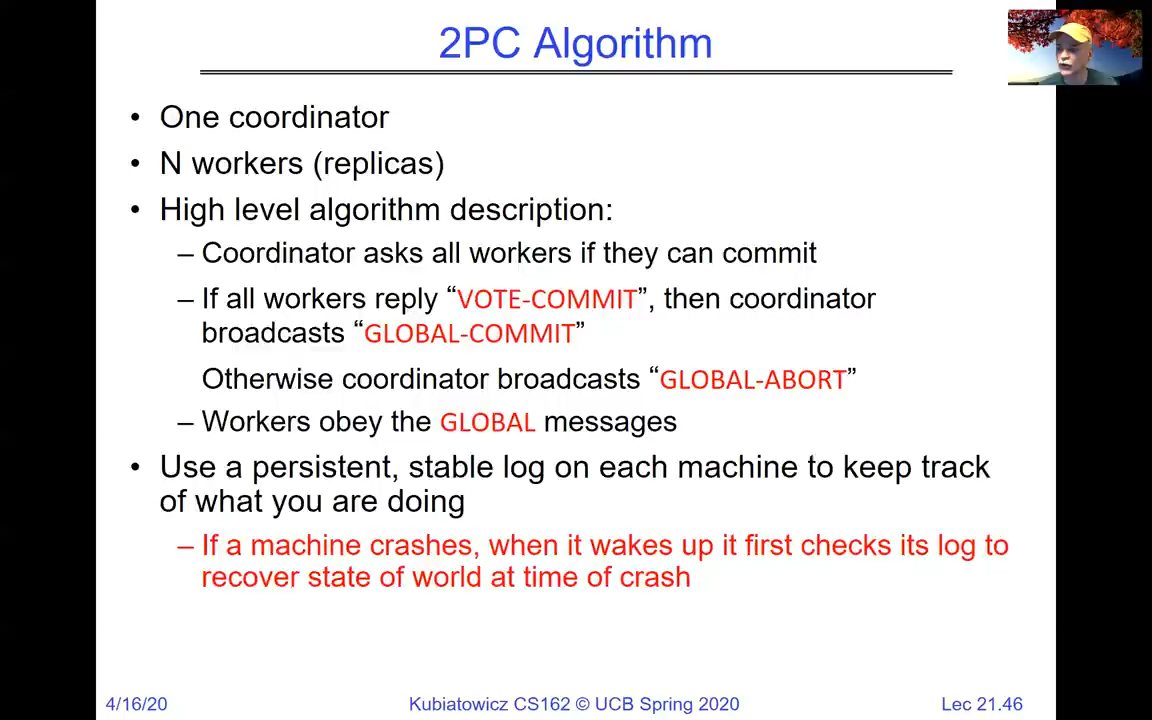 2PC Algorithm
• One coordinator
• N workers (replicas)
• High level algorithm description:
– Coordinator asks all workers if they can commit
– If all workers reply “VOTE-COMMIT”, then coordinator
broadcasts “GLOBAL-COMMIT”
Otherwise coordinator broadcasts “GLOBAL-ABORT”
– Workers obey the GLOBAL messages
• Use a persistent, stable log on each machine to keep track
of what you are doing
– If a machine crashes, when it wakes up it first checks its log to
recover state of world at time of crash
4/16/20
Kubiatowicz CS162 © UCB Spring 2020
Lec 21.46